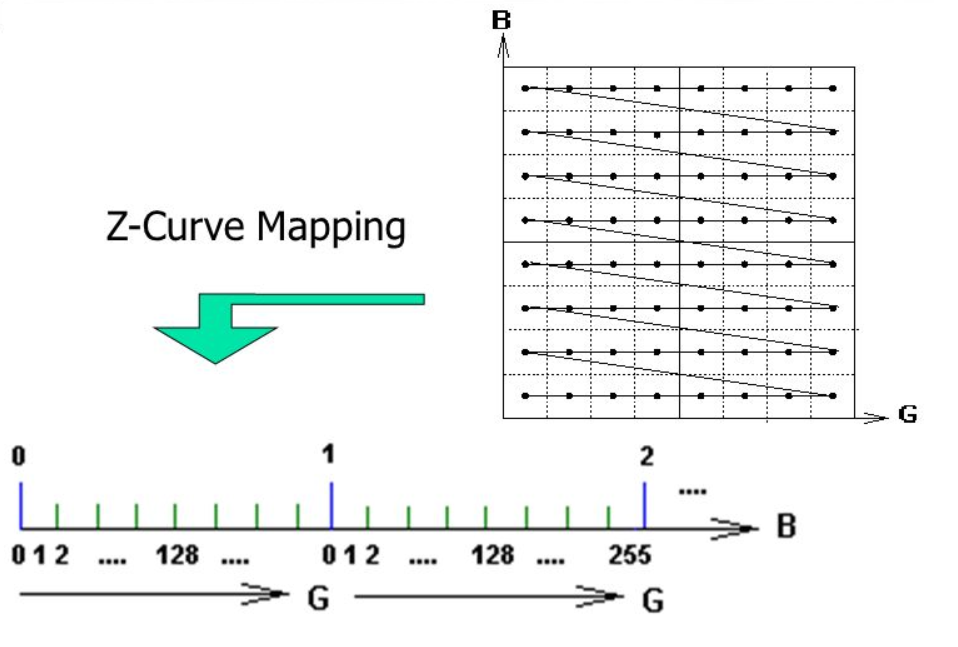 B
Z-Curve Mapping
G
0 1 2 ....
B
0 1 2 .... 128 .... 0 1 2 .... 128 .... 255
G G